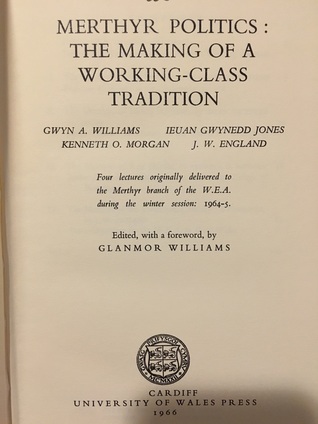 MERTHYR POLITICS:
THE MAKING OF A
WORKING-CLASS
TRADITION
GWYN A. WILLIAMS IEUAN GWYNEDD JONES
KENNETH O. MORGAN J. W. ENGLAND
Four lectures originally delivered to
the Merthyr branch of the W.E.A.
during the winter session: 1964-5.
Edited, with a foreword, by
GLANMOR WILLIAMS
CARDIFF
UNIVERSITY OF WALES PRESS
1966